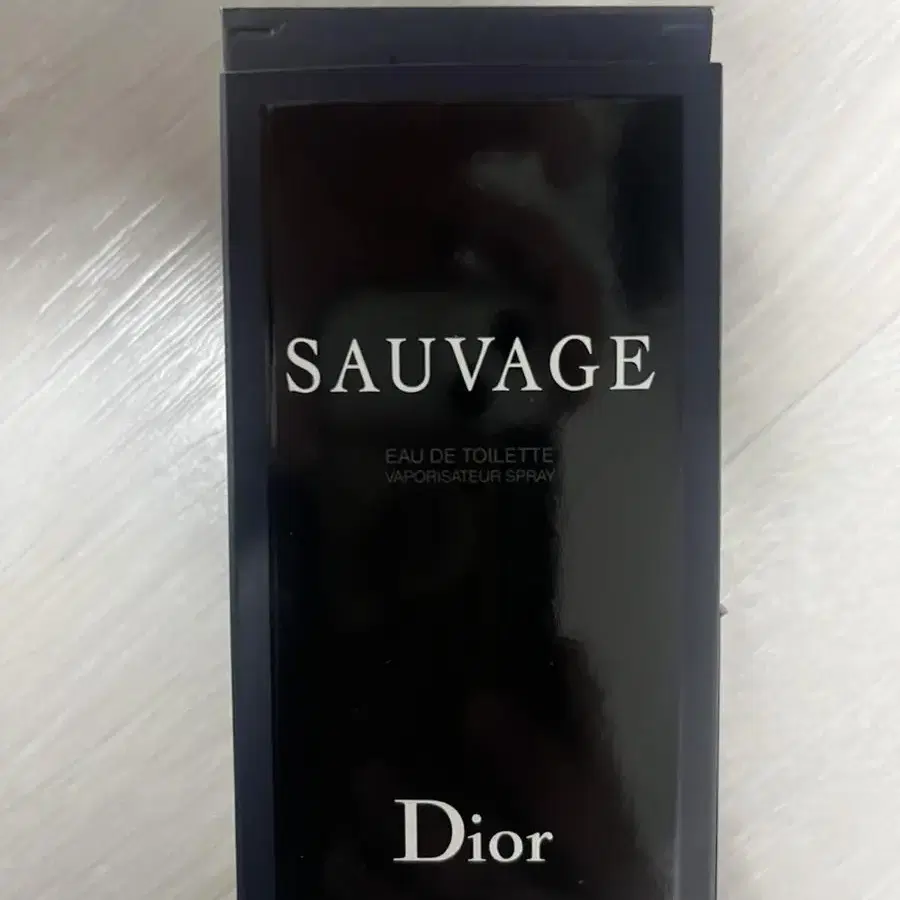 SAUVAGE
EAU DE TOILETTE
VAPORISATEUR SPRAY
Dior